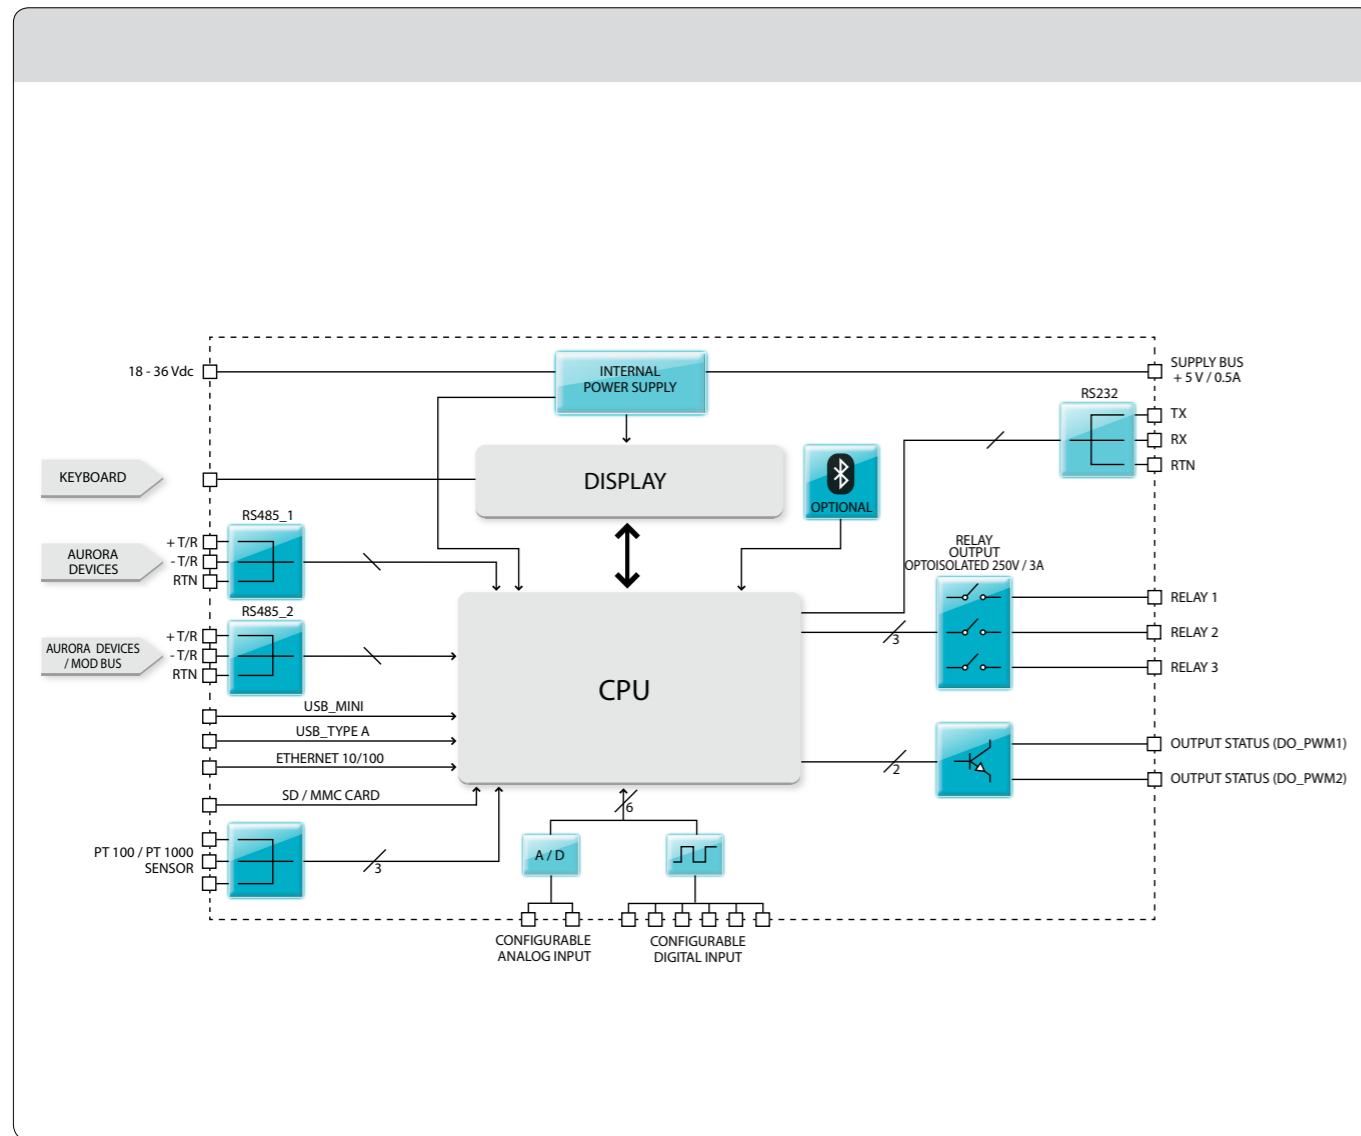 18 - 36 Vdc
INTERNAL
POWER SUPPLY
SUPPLY BUS
+ 5 V / 0.5A
RS232
TX
RX
RTN
KEYBOARD
DISPLAY
OPTIONAL
RS485_1
+ T/R
- T/R
RTN
AURORA
DEVICES
RELAY
OUTPUT
OPTOISOLATED 250V / 3A
RELAY 1
RELAY 2
RELAY 3
3
RS485_2
+ T/R
- T/R
RTN
AURORA DEVICES
/ MOD BUS
CPU
USB_MINI
USB_TYPE A
ETHERNET 10/100
SD / MMC CARD
2
OUTPUT STATUS (DO_PWM1)
OUTPUT STATUS (DO_PWM2)
PT 100 / PT 1000
SENSOR
3
6
A / D
CONFIGURABLE
ANALOG INPUT
CONFIGURABLE
DIGITAL INPUT